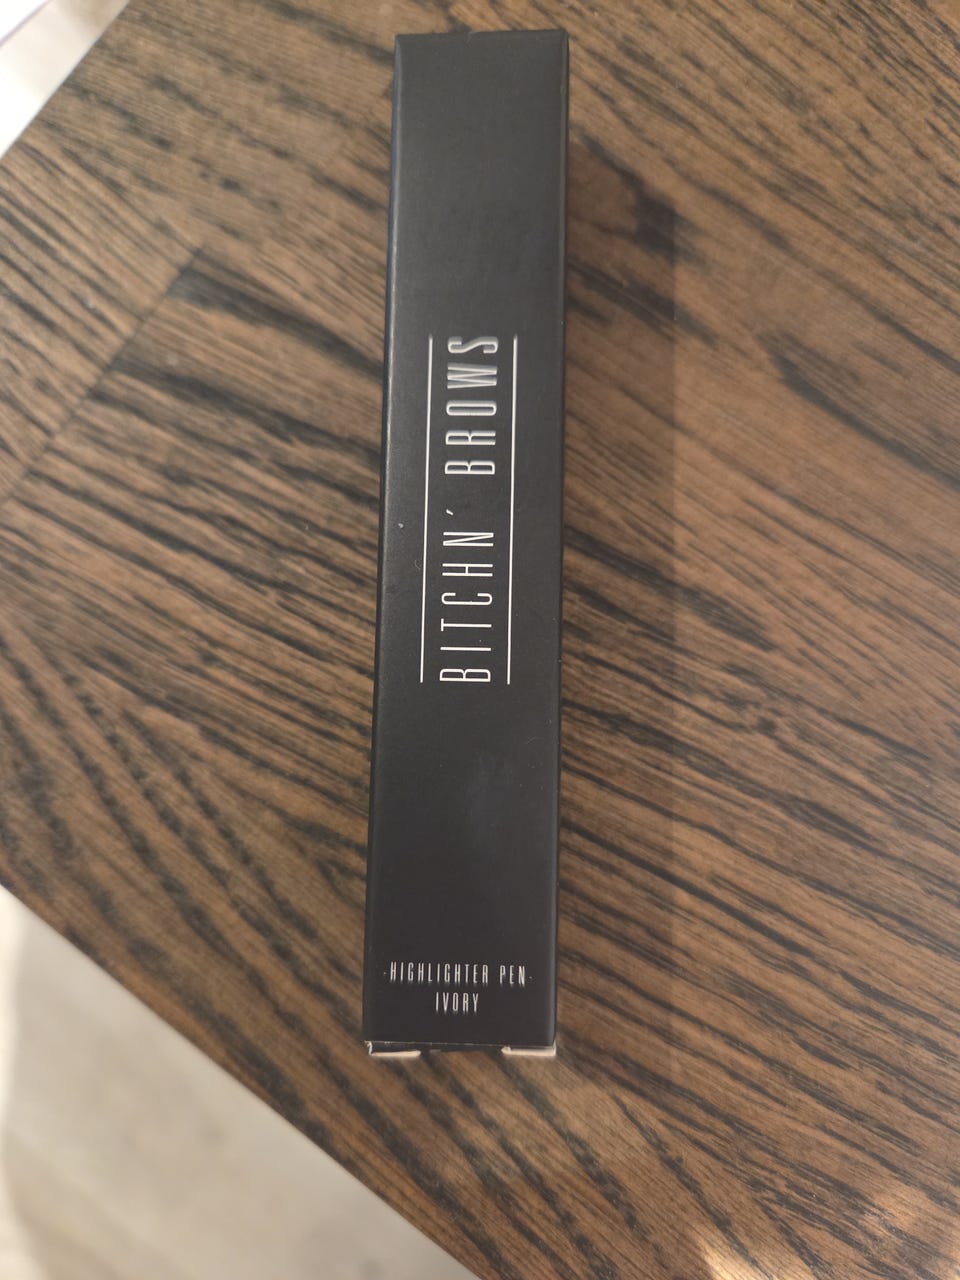 BITCHN´ BROWS
-HIGHLIGHTER PEN-
IVORY